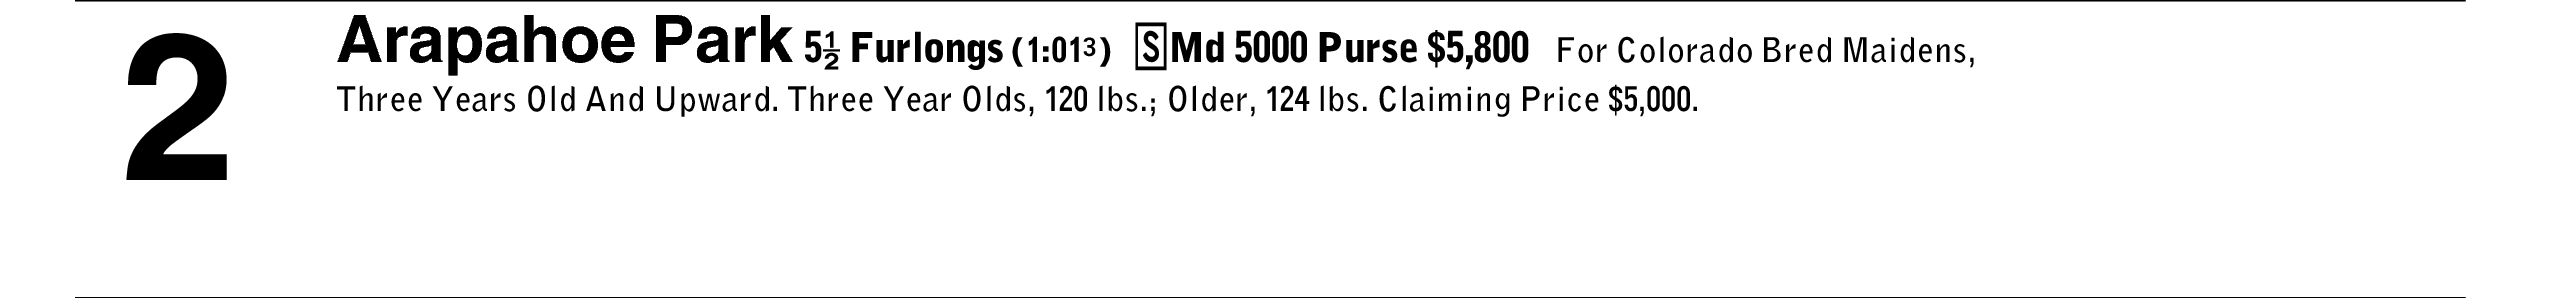 2
Arapahoe Park 5½ Furlongs (1:01³) S Md 5000 Purse $5,800 For Colorado Bred Maidens,
Three Years Old And Upward. Three Year Olds, 120 lbs.; Older, 124 lbs. Claiming Price $5,000.